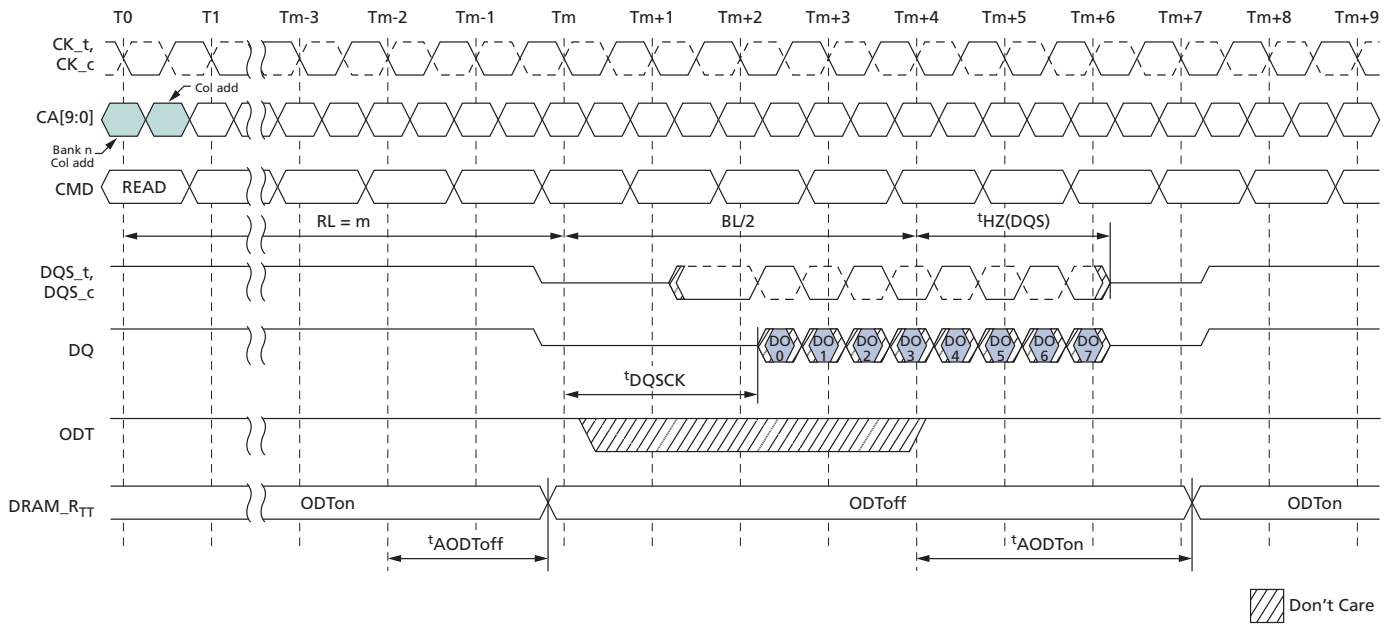 T0 T1 Tm-3 Tm-2 Tm-1 Tm Tm+1 Tm+2 Tm+3 Tm+4 Tm+5 Tm+6 Tm+7 Tm+8 Tm+9
CK_t,
CK_c
Col add
CA[9:0]
Bank n
Col add
CMD READ
RL = m BL/2 tHZ(DQS)
DQS_t,
DQS_c
DQ DO DO DO DO DO DO DO DO
0 1 2 3 4 5 6 7
tDQSCK
ODT
DRAM_RTT ODTon ODToff ODTon
tAODToff tAODTon
Don't Care